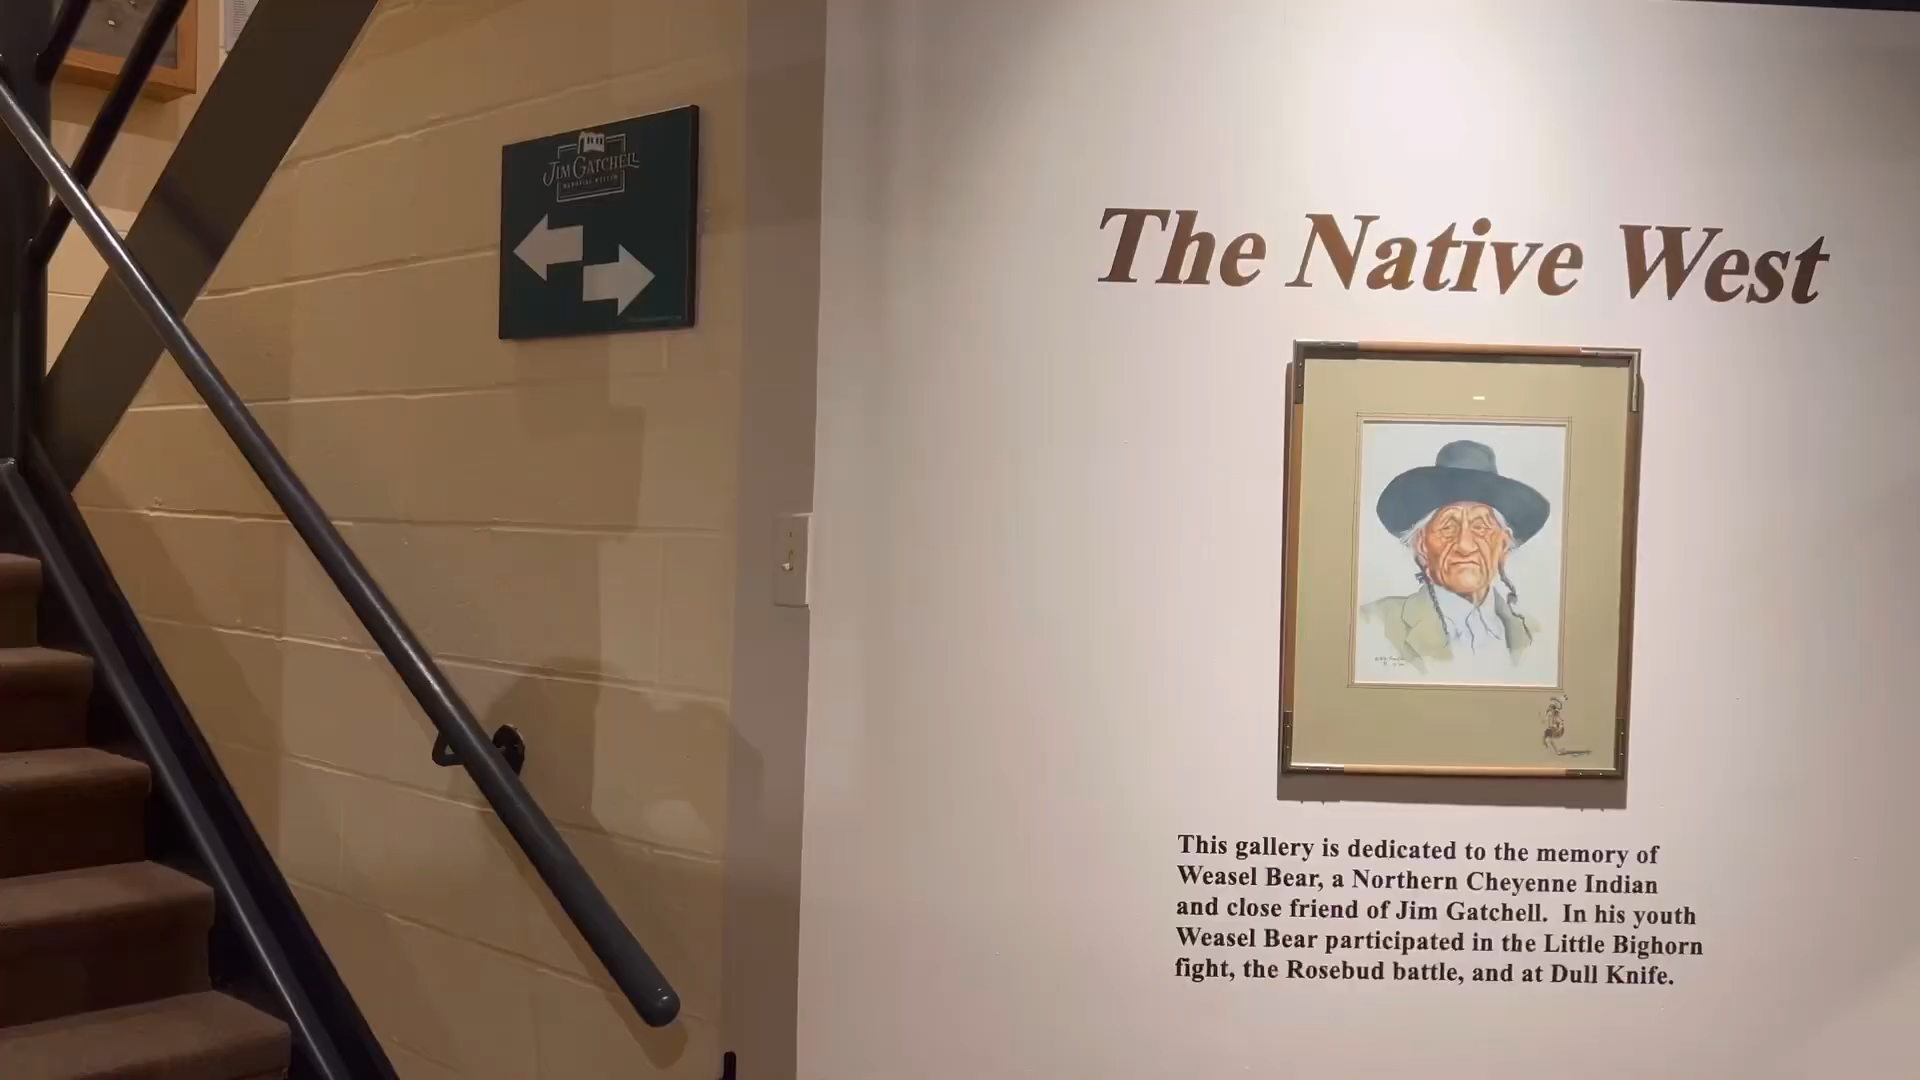 JIM GATCHELL
MEMORIAL MUSEUM
The Native West
This gallery is dedicated to the memory of
Weasel Bear, a Northern Cheyenne Indian
and close friend of Jim Gatchell.  In his youth
Weasel Bear participated in the Little Bighorn
fight, the Rosebud battle, and at Dull Knife.